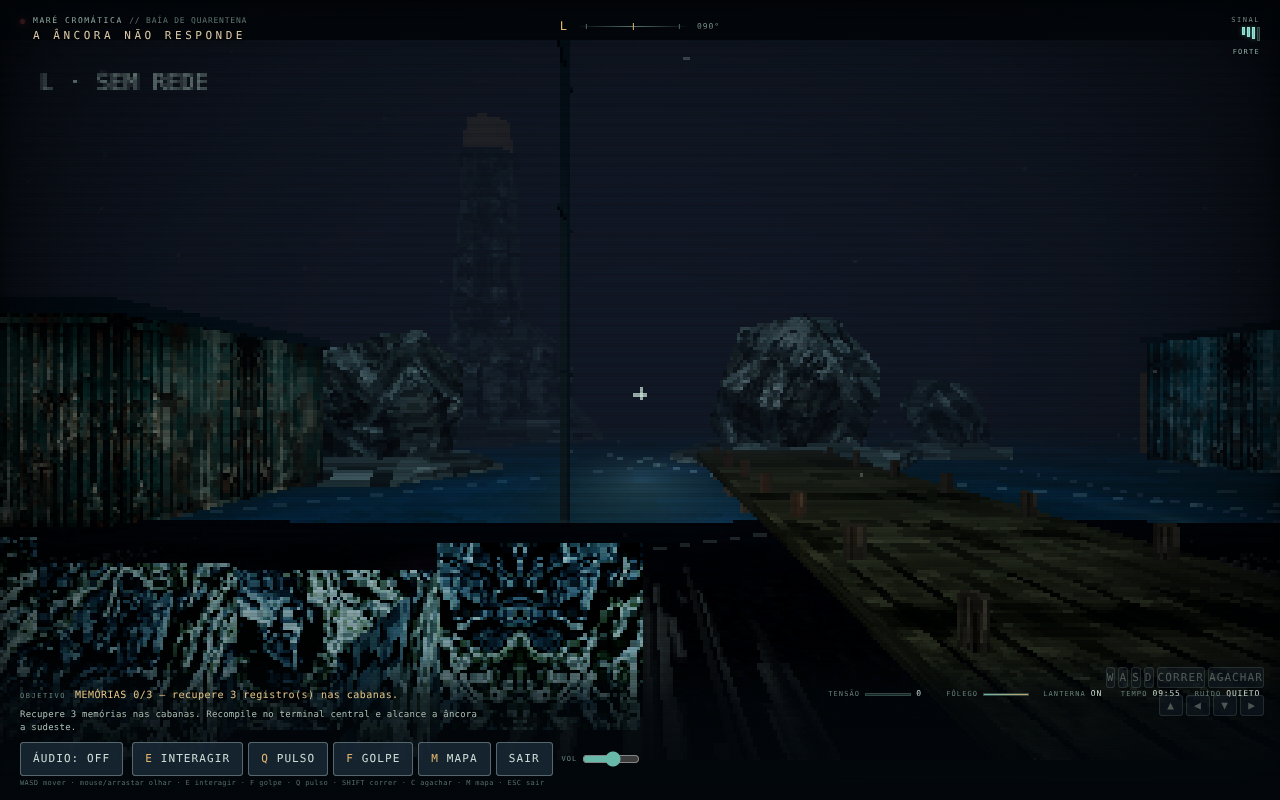 MARÉ CROMÁTICA // BAÍA DE QUARENTENA
A ÂNCORA NÃO RESPONDE
L 090°
SINAL
FORTE
L · SEM REDE
W A S D CORRER AGACHAR
▲ ◀ ▼ ▶
OBJETIVO MEMÓRIAS 0/3 — recupere 3 registro(s) nas cabanas.
TENSÃO 0 FÔLEGO LANTERNA ON TEMPO 09:55 RUÍDO QUIETO
Recupere 3 memórias nas cabanas. Recompile no terminal central e alcance a âncora
a sudeste.
ÁUDIO: OFF E INTERAGIR Q PULSO F GOLPE M MAPA SAIR VOL
WASD mover · mouse/arrastar olhar · E interagir · F golpe · Q pulso · SHIFT correr · C agachar · M mapa · ESC sair